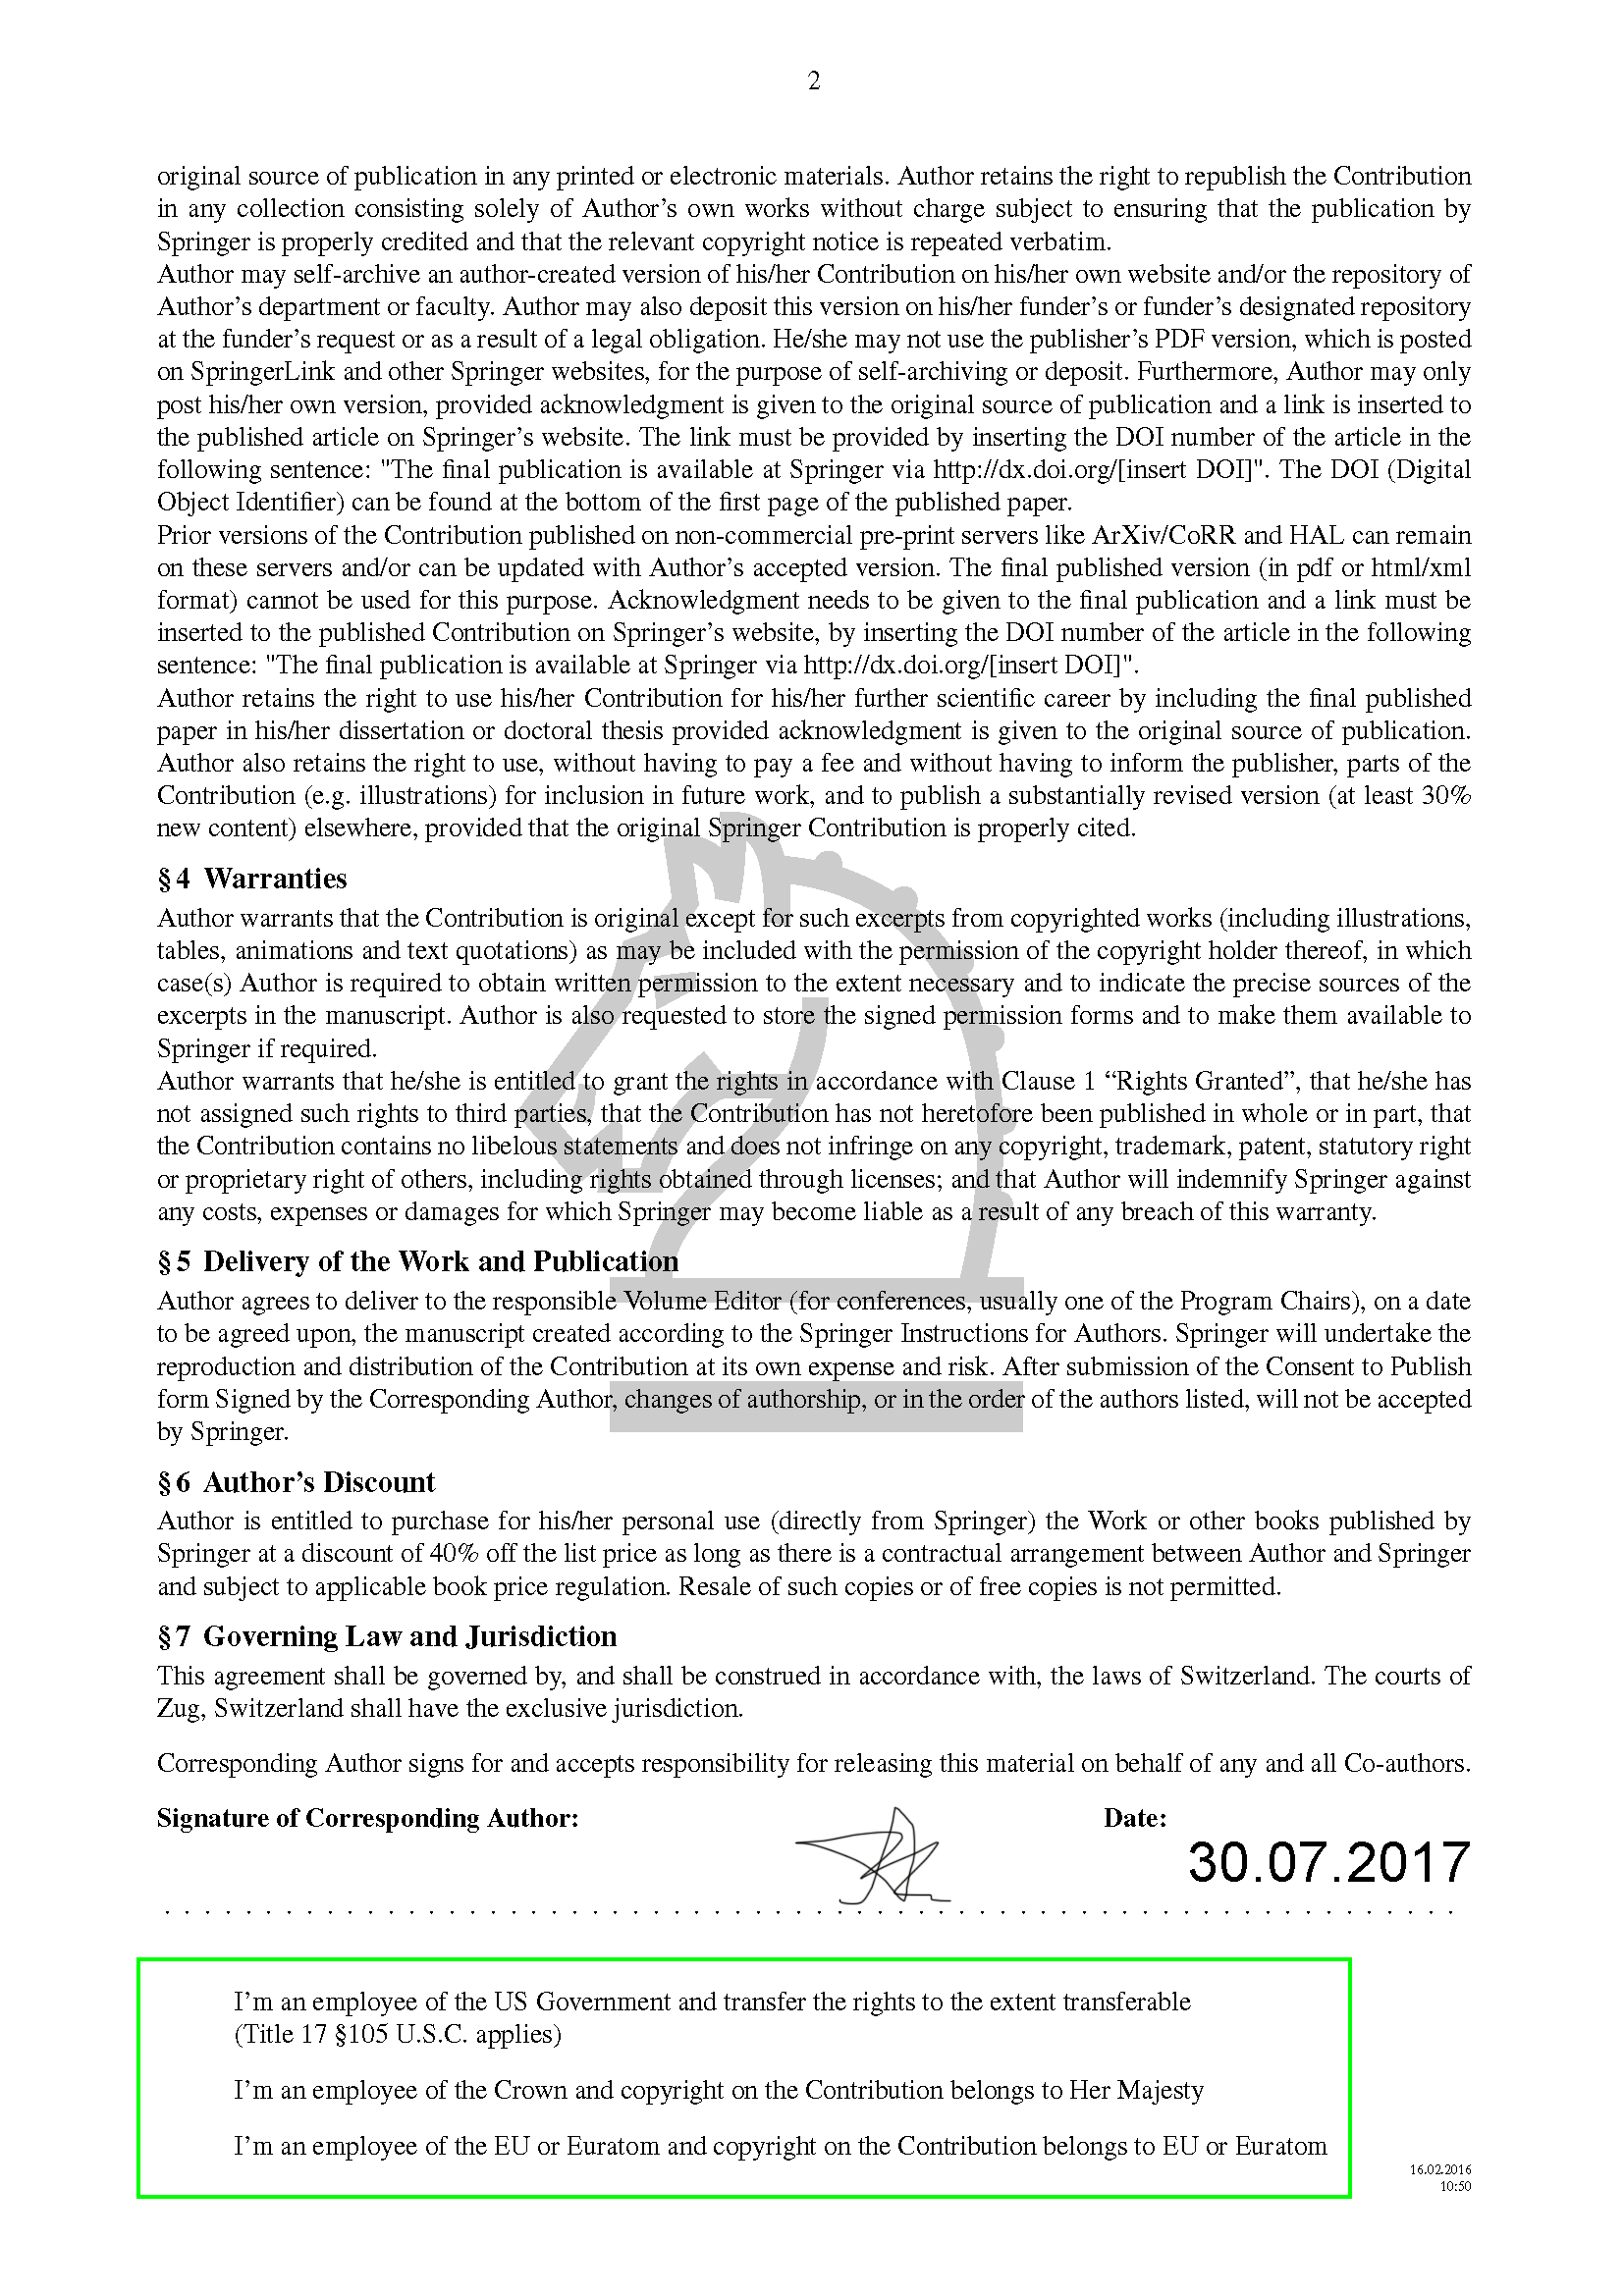 2
original source of publication in any printed or electronic materials. Author retains the right to republish the Contribution
in any collection consisting solely of Author’s own works without charge subject to ensuring that the publication by
Springer is properly credited and that the relevant copyright notice is repeated verbatim.
Author may self-archive an author-created version of his/her Contribution on his/her own website and/or the repository of
Author’s department or faculty. Author may also deposit this version on his/her funder’s or funder’s designated repository
at the funder’s request or as a result of a legal obligation. He/she may not use the publisher’s PDF version, which is posted
on SpringerLink and other Springer websites, for the purpose of self-archiving or deposit. Furthermore, Author may only
post his/her own version, provided acknowledgment is given to the original source of publication and a link is inserted to
the published article on Springer’s website. The link must be provided by inserting the DOI number of the article in the
following sentence: "The final publication is available at Springer via http://dx.doi.org/[insert DOI]". The DOI (Digital
Object Identifier) can be found at the bottom of the first page of the published paper.
Prior versions of the Contribution published on non-commercial pre-print servers like ArXiv/CoRR and HAL can remain
on these servers and/or can be updated with Author’s accepted version. The final published version (in pdf or html/xml
format) cannot be used for this purpose. Acknowledgment needs to be given to the final publication and a link must be
inserted to the published Contribution on Springer’s website, by inserting the DOI number of the article in the following
sentence: "The final publication is available at Springer via http://dx.doi.org/[insert DOI]".
Author retains the right to use his/her Contribution for his/her further scientific career by including the final published
paper in his/her dissertation or doctoral thesis provided acknowledgment is given to the original source of publication.
Author also retains the right to use, without having to pay a fee and without having to inform the publisher, parts of the
Contribution (e.g. illustrations) for inclusion in future work, and to publish a substantially revised version (at least 30%
new content) elsewhere, provided that the original Springer Contribution is properly cited.
§ 4 Warranties
Author warrants that the Contribution is original except for such excerpts from copyrighted works (including illustrations,
tables, animations and text quotations) as may be included with the permission of the copyright holder thereof, in which
case(s) Author is required to obtain written permission to the extent necessary and to indicate the precise sources of the
excerpts in the manuscript. Author is also requested to store the signed permission forms and to make them available to
Springer if required.
Author warrants that he/she is entitled to grant the rights in accordance with Clause 1 “Rights Granted”, that he/she has
not assigned such rights to third parties, that the Contribution has not heretofore been published in whole or in part, that
the Contribution contains no libelous statements and does not infringe on any copyright, trademark, patent, statutory right
or proprietary right of others, including rights obtained through licenses; and that Author will indemnify Springer against
any costs, expenses or damages for which Springer may become liable as a result of any breach of this warranty.
§ 5 Delivery of the Work and Publication
Author agrees to deliver to the responsible Volume Editor (for conferences, usually one of the Program Chairs), on a date
to be agreed upon, the manuscript created according to the Springer Instructions for Authors. Springer will undertake the
reproduction and distribution of the Contribution at its own expense and risk. After submission of the Consent to Publish
form Signed by the Corresponding Author, changes of authorship, or in the order of the authors listed, will not be accepted
by Springer.
§ 6 Author’s Discount
Author is entitled to purchase for his/her personal use (directly from Springer) the Work or other books published by
Springer at a discount of 40% off the list price as long as there is a contractual arrangement between Author and Springer
and subject to applicable book price regulation. Resale of such copies or of free copies is not permitted.
§ 7 Governing Law and Jurisdiction
This agreement shall be governed by, and shall be construed in accordance with, the laws of Switzerland. The courts of
Zug, Switzerland shall have the exclusive jurisdiction.
Corresponding Author signs for and accepts responsibility for releasing this material on behalf of any and all Co-authors.
Signature of Corresponding Author: Date:
30.07.2017
I’m an employee of the US Government and transfer the rights to the extent transferable
(Title 17 §105 U.S.C. applies)
I’m an employee of the Crown and copyright on the Contribution belongs to Her Majesty
I’m an employee of the EU or Euratom and copyright on the Contribution belongs to EU or Euratom
16.02.2016
10:50